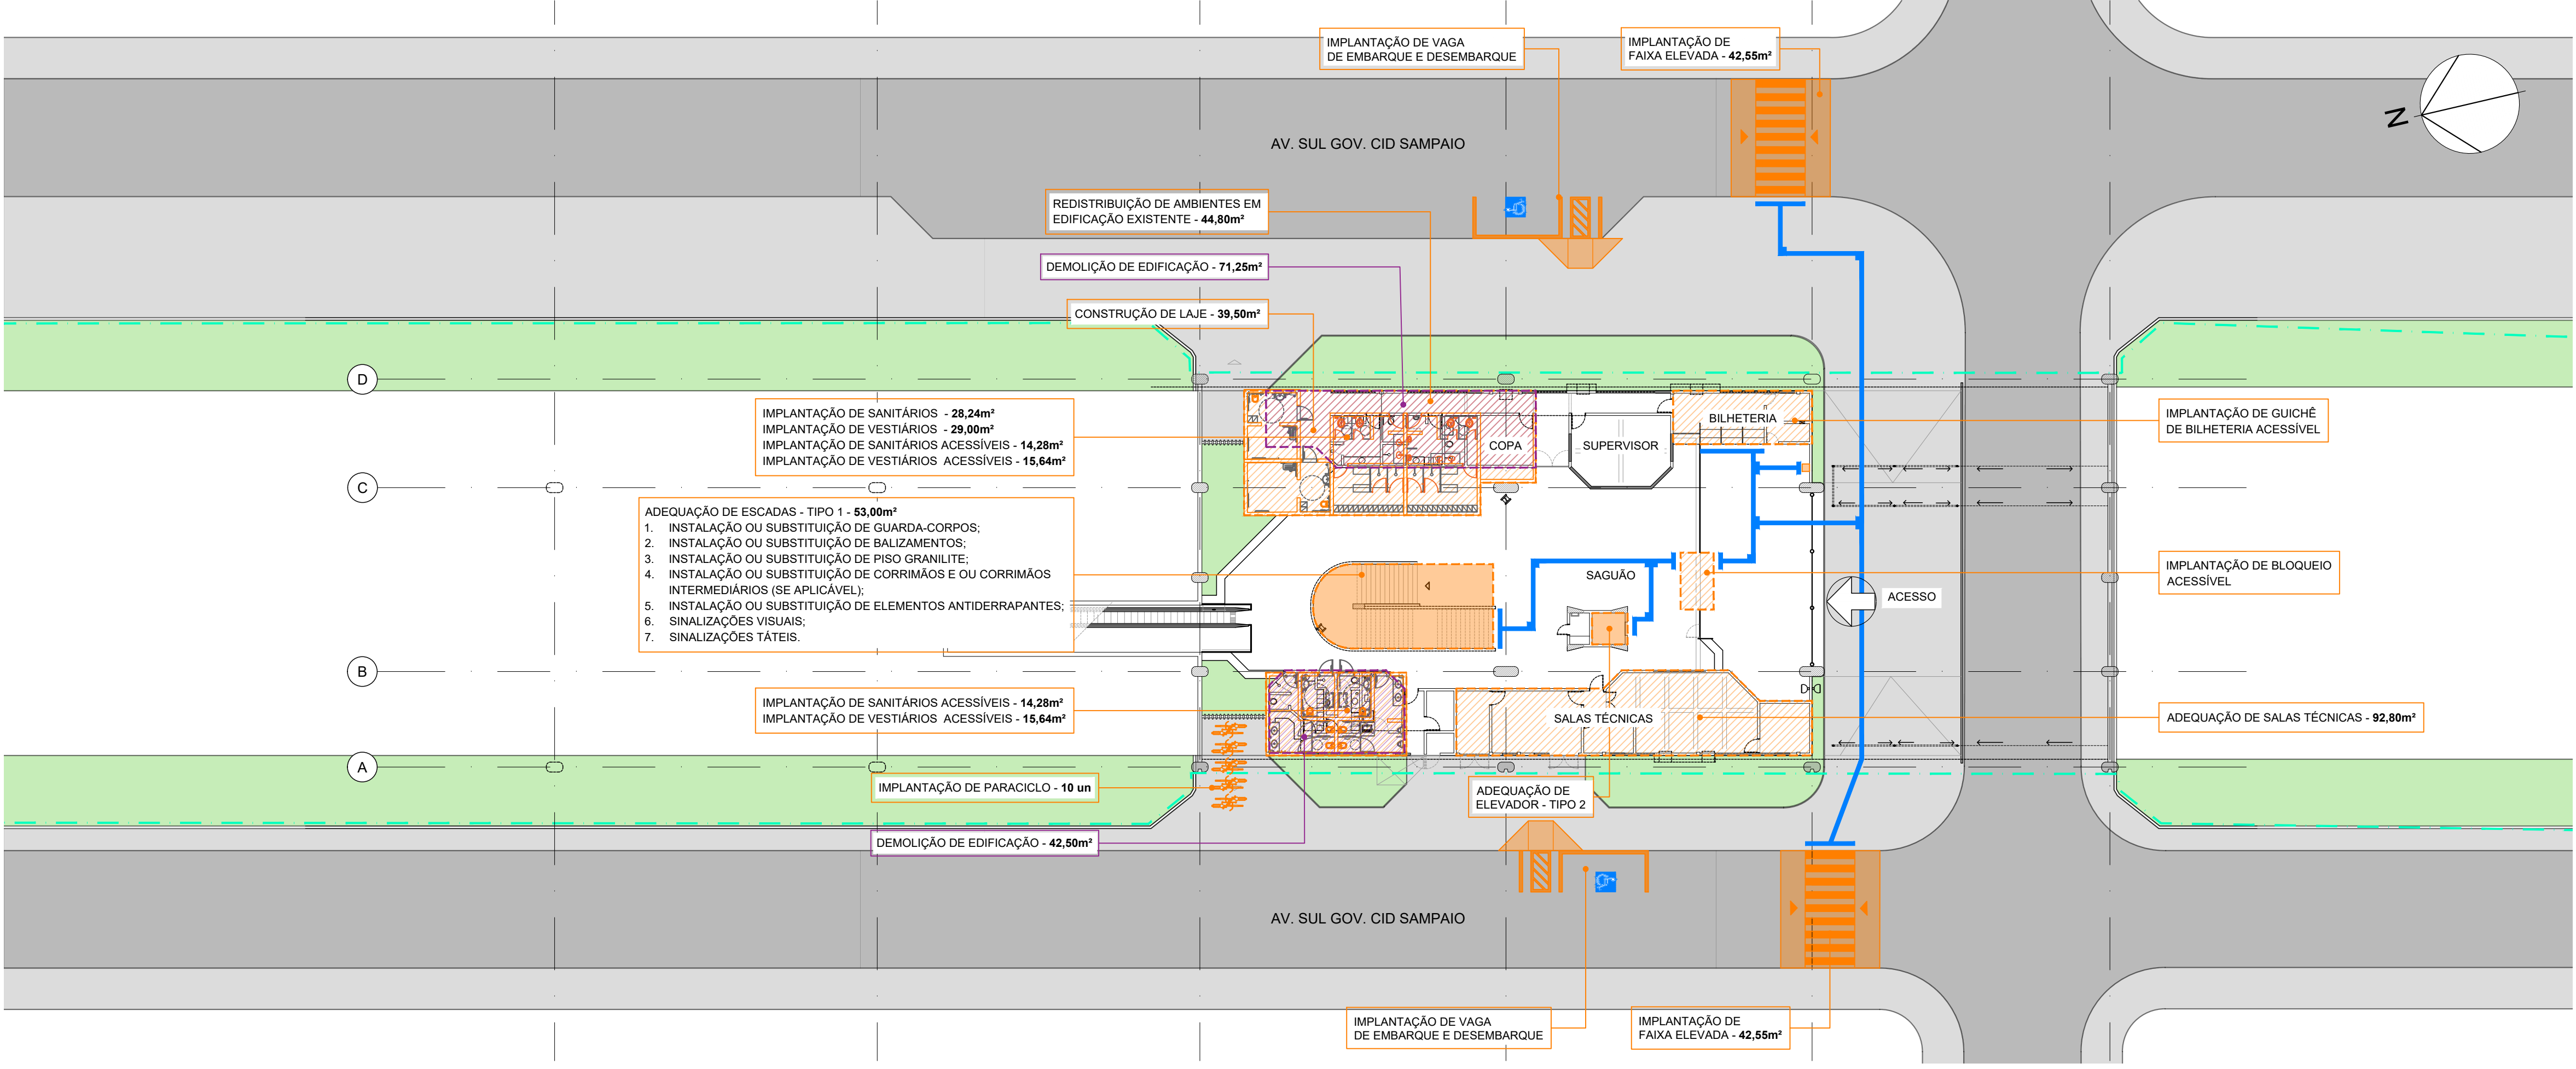 IMPLANTAÇÃO DE VAGA
DE EMBARQUE E DESEMBARQUE
IMPLANTAÇÃO DE
FAIXA ELEVADA - 42,55m²
N
AV. SUL GOV. CID SAMPAIO
REDISTRIBUIÇÃO DE AMBIENTES EM
EDIFICAÇÃO EXISTENTE - 44,80m²
DEMOLIÇÃO DE EDIFICAÇÃO - 71,25m²
CONSTRUÇÃO DE LAJE - 39,50m²
D
IMPLANTAÇÃO DE SANITÁRIOS - 28,24m²
IMPLANTAÇÃO DE VESTIÁRIOS - 29,00m²
IMPLANTAÇÃO DE SANITÁRIOS ACESSÍVEIS - 14,28m²
IMPLANTAÇÃO DE VESTIÁRIOS ACESSÍVEIS - 15,64m²
COPA
SUPERVISOR
BILHETERIA
IMPLANTAÇÃO DE GUICHÊ
DE BILHETERIA ACESSÍVEL
C
ADEQUAÇÃO DE ESCADAS - TIPO 1 - 53,00m²
1. INSTALAÇÃO OU SUBSTITUIÇÃO DE GUARDA-CORPOS;
2. INSTALAÇÃO OU SUBSTITUIÇÃO DE BALIZAMENTOS;
3. INSTALAÇÃO OU SUBSTITUIÇÃO DE PISO GRANILITE;
4. INSTALAÇÃO OU SUBSTITUIÇÃO DE CORRIMÃOS E OU CORRIMÃOS
INTERMEDIÁRIOS (SE APLICÁVEL);
5. INSTALAÇÃO OU SUBSTITUIÇÃO DE ELEMENTOS ANTIDERRAPANTES;
6. SINALIZAÇÕES VISUAIS;
7. SINALIZAÇÕES TÁTEIS.
SAGUÃO
IMPLANTAÇÃO DE BLOQUEIO
ACESSÍVEL
ACESSO
B
IMPLANTAÇÃO DE SANITÁRIOS ACESSÍVEIS - 14,28m²
IMPLANTAÇÃO DE VESTIÁRIOS ACESSÍVEIS - 15,64m²
SALAS TÉCNICAS
ADEQUAÇÃO DE SALAS TÉCNICAS - 92,80m²
A
IMPLANTAÇÃO DE PARACICLO - 10 un
ADEQUAÇÃO DE
ELEVADOR - TIPO 2
DEMOLIÇÃO DE EDIFICAÇÃO - 42,50m²
AV. SUL GOV. CID SAMPAIO
IMPLANTAÇÃO DE VAGA
DE EMBARQUE E DESEMBARQUE
IMPLANTAÇÃO DE
FAIXA ELEVADA - 42,55m²